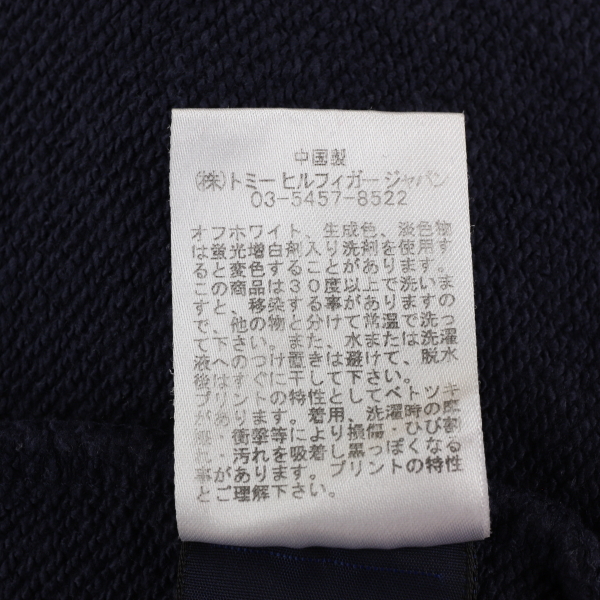 中国製
(株)トミーヒルフィガージャパン
03-5457-8522
オフホワイト、生成色、淡色物
は蛍光増白剤入り洗剤を使用す
ると変色することがあります。
この商品は30度以上で洗いま
すと、移染する事がありますの
で、他の物と分けて常温で洗っ
て下さい。また、水または洗濯
液へのつけ置きは避けて、脱水
後はすぐに干して下さい。
プリントの特性としてベトツキ
があります。着用、洗濯時の摩
擦・衝撃等により損傷・ひび割
れ・汚れを吸着し黒っぽくなる
事があります。プリントの特性
とご理解下さい。